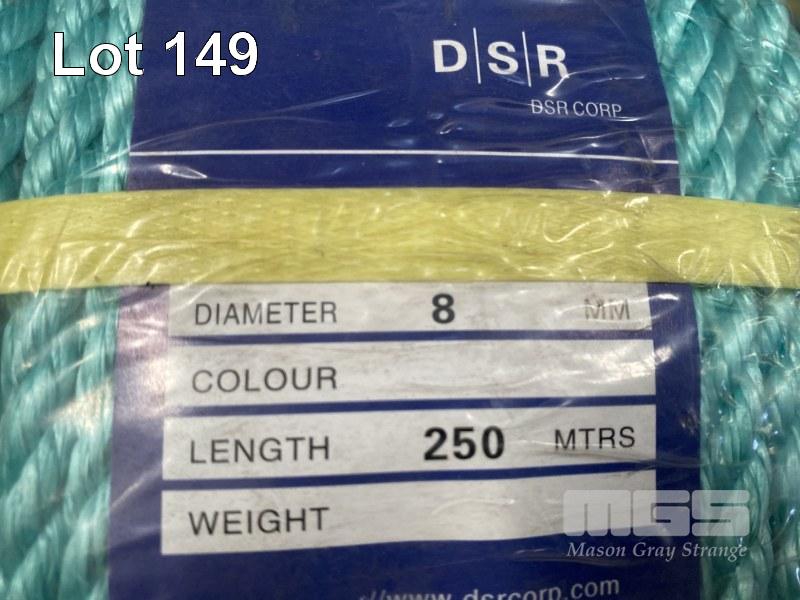 Lot 149
D|S|R
DSR CORP
DIAMETER 8 MM
COLOUR
LENGTH 250 MTRS
WEIGHT
MGS
Mason Gray Strange
//www.dsrcorp.com